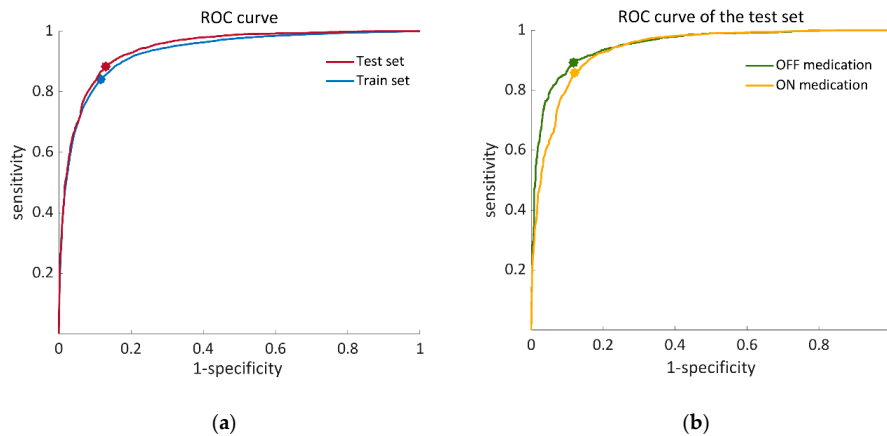 ROC curve
1
0.8
0.6
0.4
0.2
sensitivity
Test set
Train set
0
0.2
0.4
0.6
0.8
1
1-specificity
(a)
ROC curve of the test set
1
0.8
0.6
0.4
0.2
sensitivity
OFF medication
ON medication
0
0.2
0.4
0.6
0.8
1-specificity
(b)